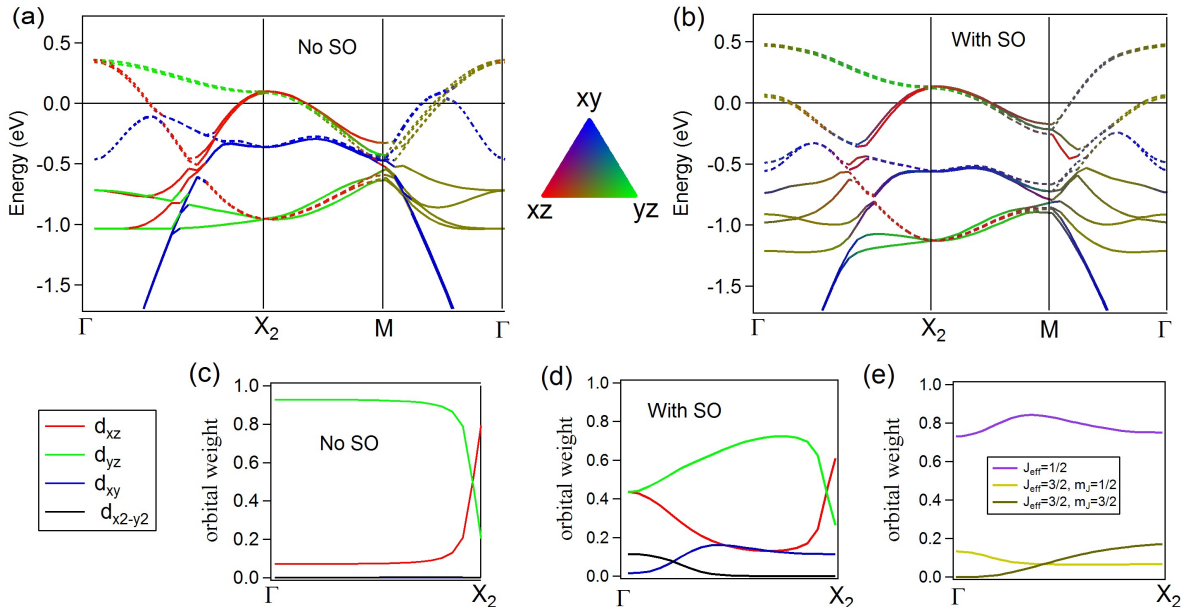 (a)
No SO
0.5
0.0
-0.5
-1.0
-1.5
Energy (eV)
Γ
X2
M
Γ
xy
xz
yz
(b)
With SO
0.5
0.0
-0.5
-1.0
-1.5
Energy (eV)
Γ
X2
M
Γ
dxz
dyz
dxy
dx2-y2
(c)
No SO
1.0
0.8
0.6
0.4
0.2
0.0
orbital weight
Γ
X2
(d)
With SO
1.0
0.8
0.6
0.4
0.2
0.0
orbital weight
Γ
X2
(e)
1.0
0.8
0.6
0.4
0.2
0.0
orbital weight
Jeff=1/2
Jeff=3/2, mJ=1/2
Jeff=3/2, mJ=3/2
Γ
X2